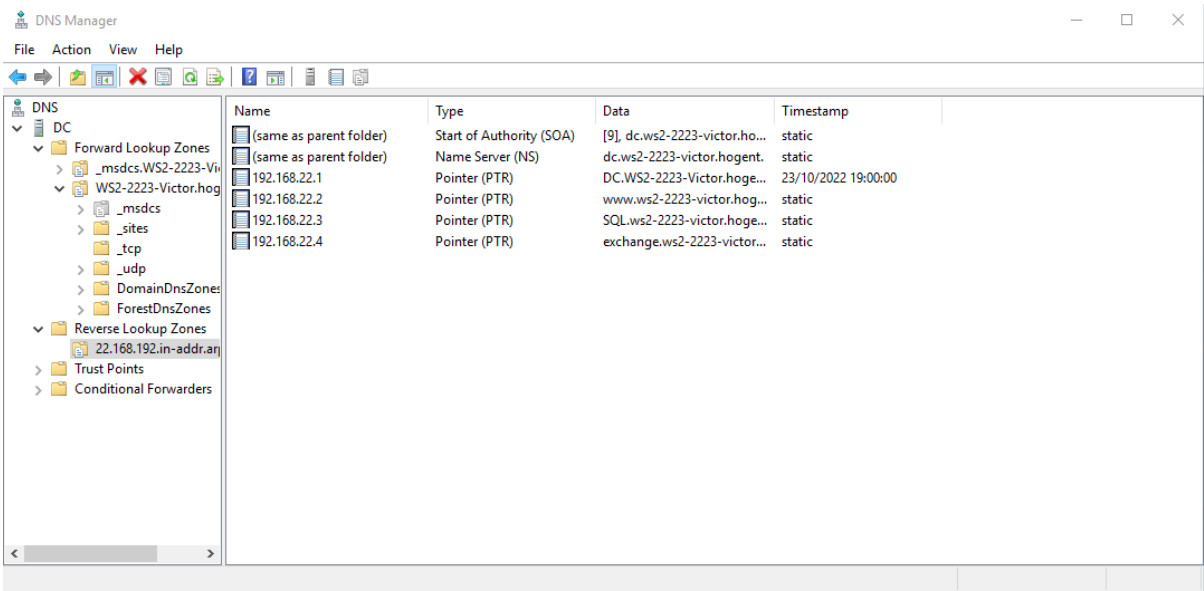 DNS Manager
File Action View Help
DNS
DC
Forward Lookup Zones
_msdcs.WS2-2223-Vi
WS2-2223-Victor.hog
_msdcs
_sites
_tcp
_udp
DomainDnsZones
ForestDnsZones
Reverse Lookup Zones
22.168.192.in-addr.arp
Trust Points
Conditional Forwarders
Name Type Data Timestamp
(same as parent folder) Start of Authority (SOA) [9], dc.ws2-2223-victor.ho... static
(same as parent folder) Name Server (NS) dc.ws2-2223-victor.hogent. static
192.168.22.1 Pointer (PTR) DC.WS2-2223-Victor.hoge... 23/10/2022 19:00:00
192.168.22.2 Pointer (PTR) www.ws2-2223-victor.hog... static
192.168.22.3 Pointer (PTR) SQL.ws2-2223-victor.hoge... static
192.168.22.4 Pointer (PTR) exchange.ws2-2223-victor... static